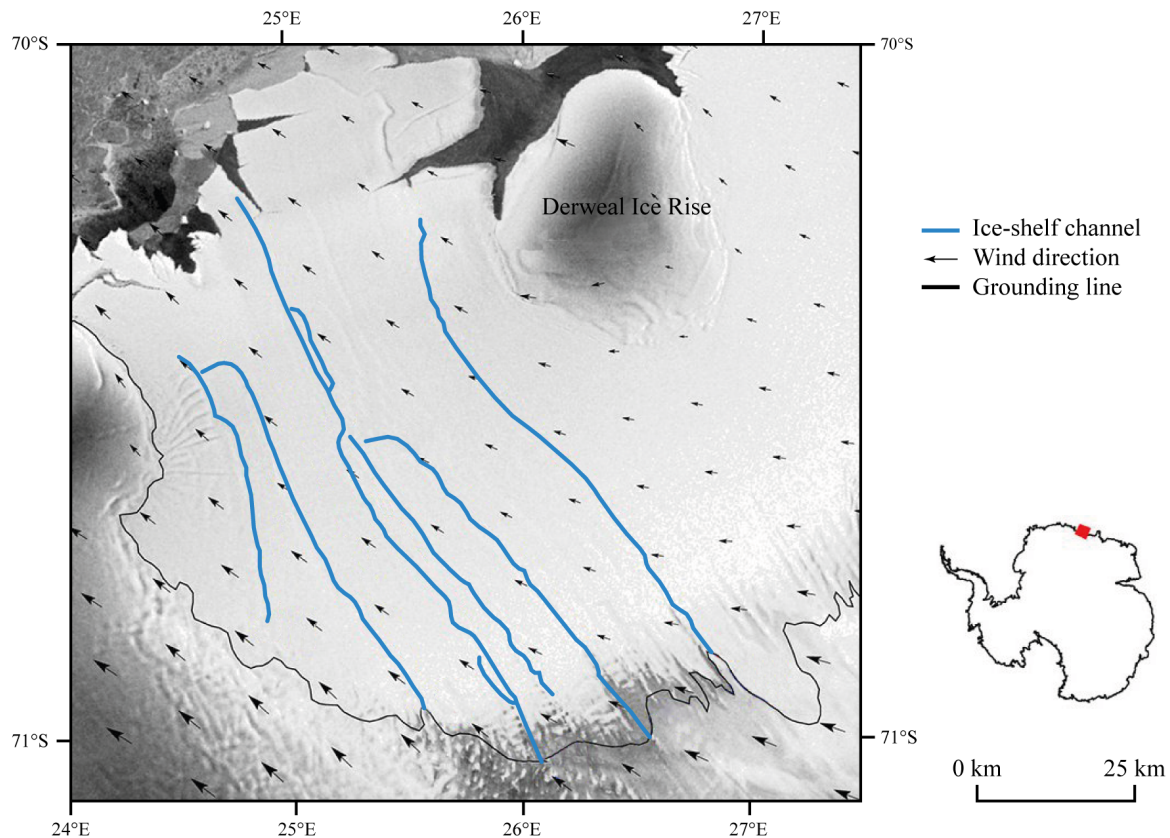 25°E 26°E 27°E
70°S 70°S
Derweal Ice Rise
Ice-shelf channel
Wind direction
Grounding line
71°S 71°S
0 km 25 km
24°E 25°E 26°E 27°E